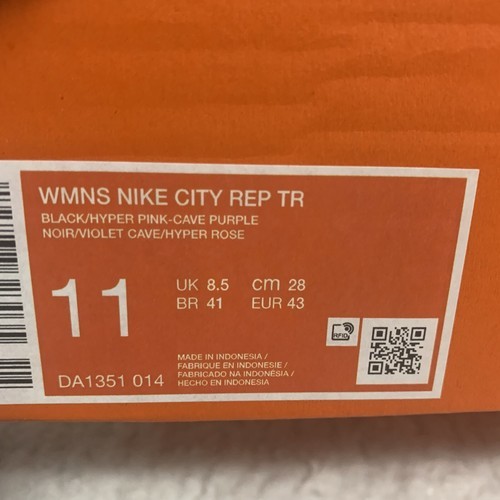 WMNS NIKE CITY REP TR
BLACK/HYPER PINK-CAVE PURPLE
NOIR/VIOLET CAVE/HYPER ROSE
11
UK 8.5 cm 28
BR 41 EUR 43
RFID
MADE IN INDONESIA /
FABRIQUE EN INDONESIE /
FABRICADO NA INDONÉSIA /
HECHO EN INDONESIA
DA1351 014